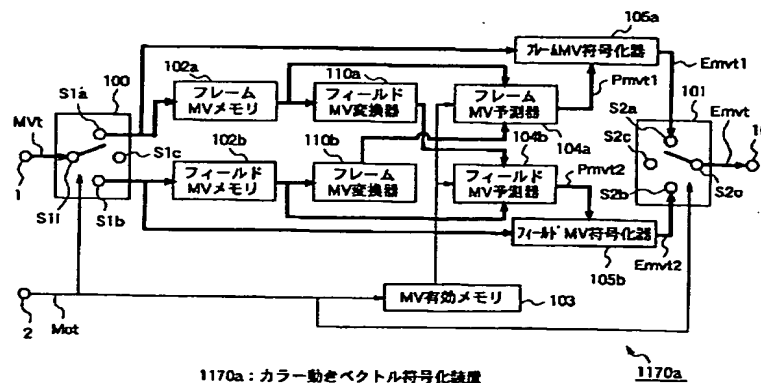 105a
フレームMV符号化器
Emvt1
100
102a
110a
Pmvt1
101
Emvt
S1a
フレーム
MVメモリ
フィールド
MV変換器
フレーム
MV予測器
S2a
MVt
S1c
102b
110b
104b
104a
S2c
1
フィールド
MVメモリ
フレーム
MV変換器
フィールド
MV予測器
Pmvt2
S2b
S2o
S1i
S1b
フィールドMV符号化器
Emvt2
105b
MV有効メモリ
103
2
Mot
1170a:カラー動きベクトル符号化装置
1170a